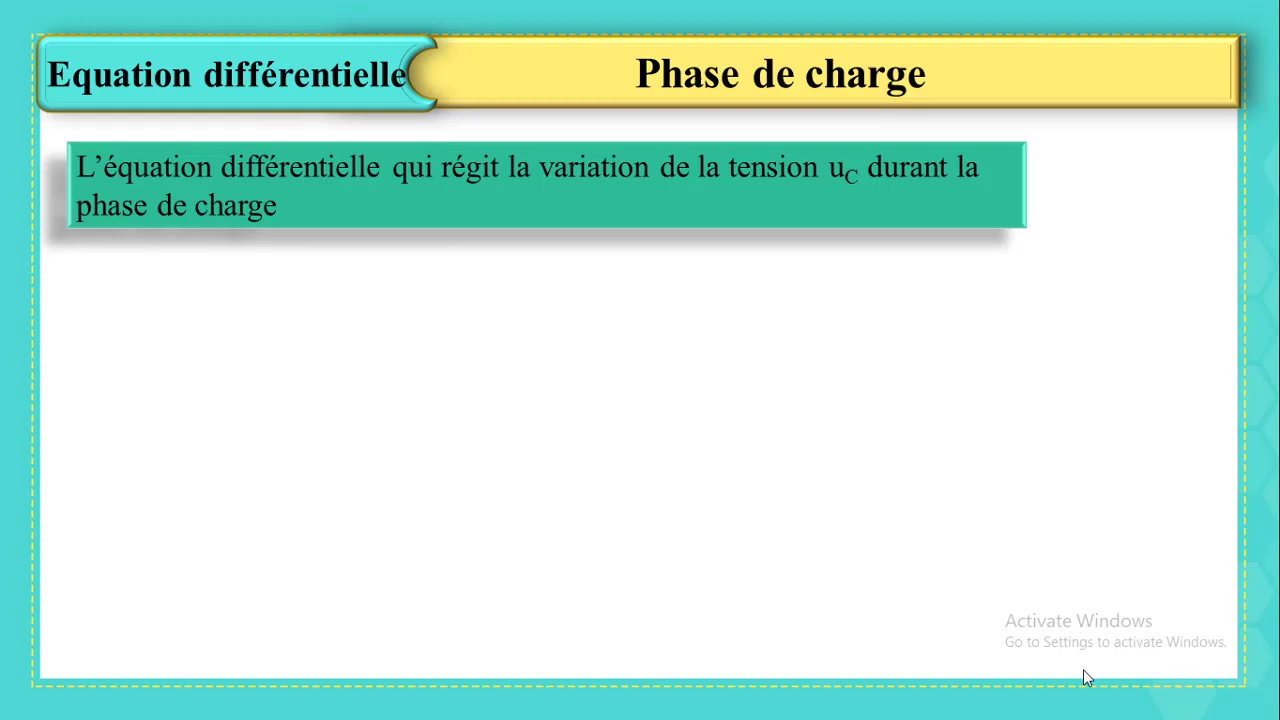 Equation différentielle
Phase de charge
L’équation différentielle qui régit la variation de la tension uC durant la
phase de charge
Activate Windows
Go to Settings to activate Windows.